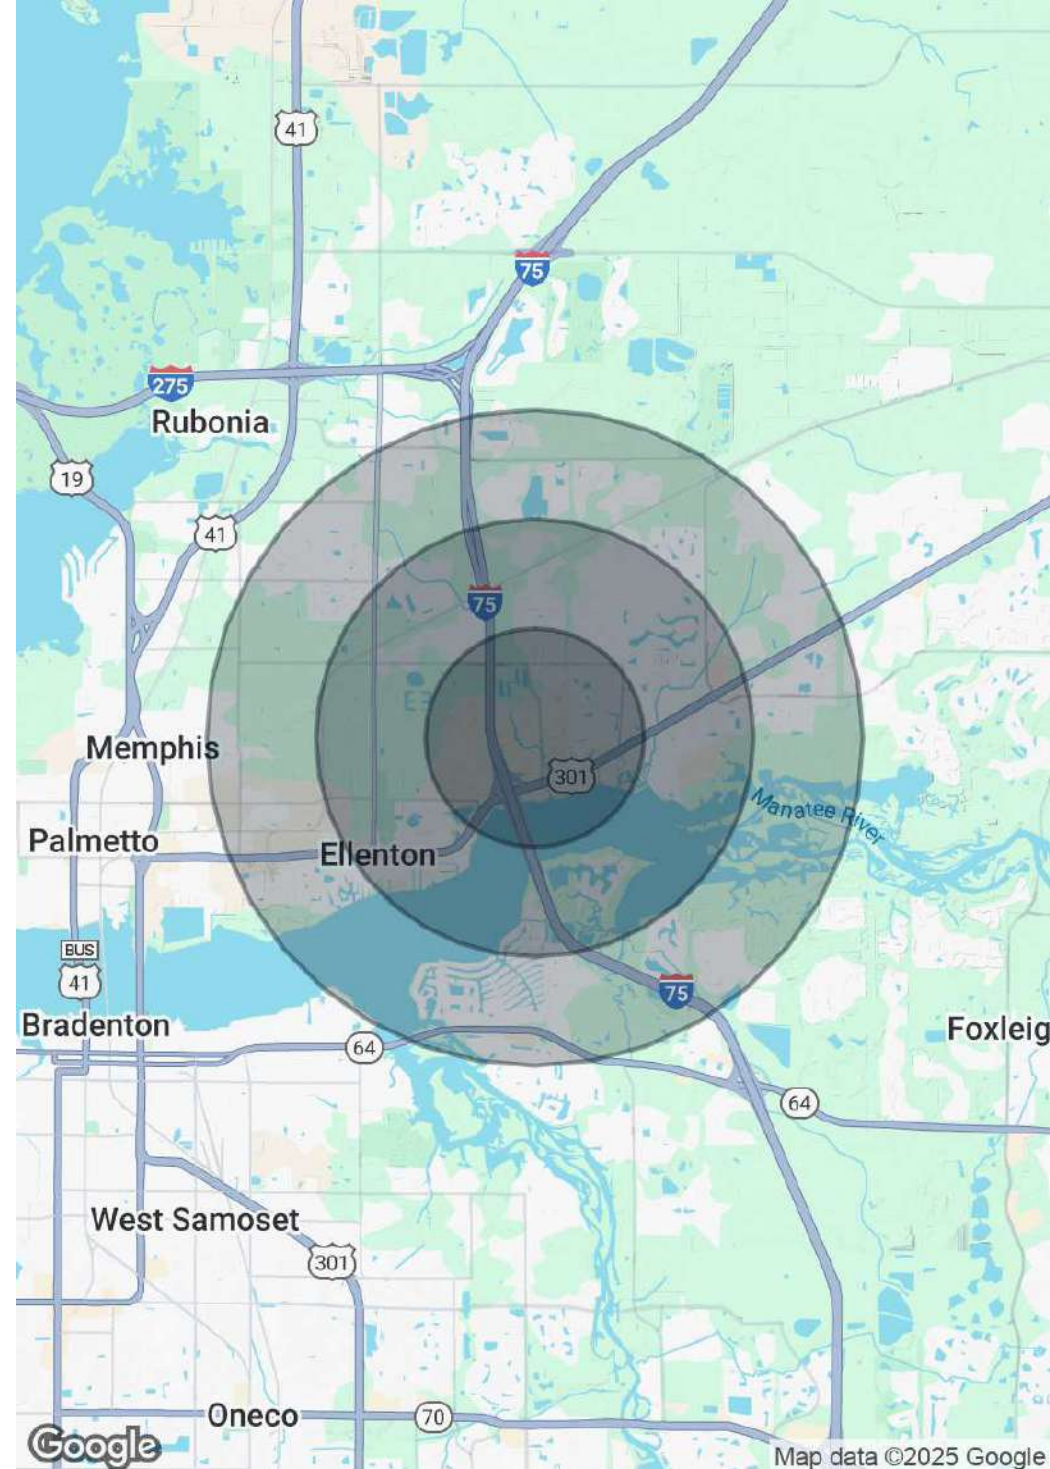 41
75
275
Rubonia
19
41
75
Memphis
301
Manatee River
Palmetto
Ellenton
BUS
41
75
Bradenton
Foxleig
64
64
West Samoset
301
Oneco
70
Google
Map data ©2025 Google